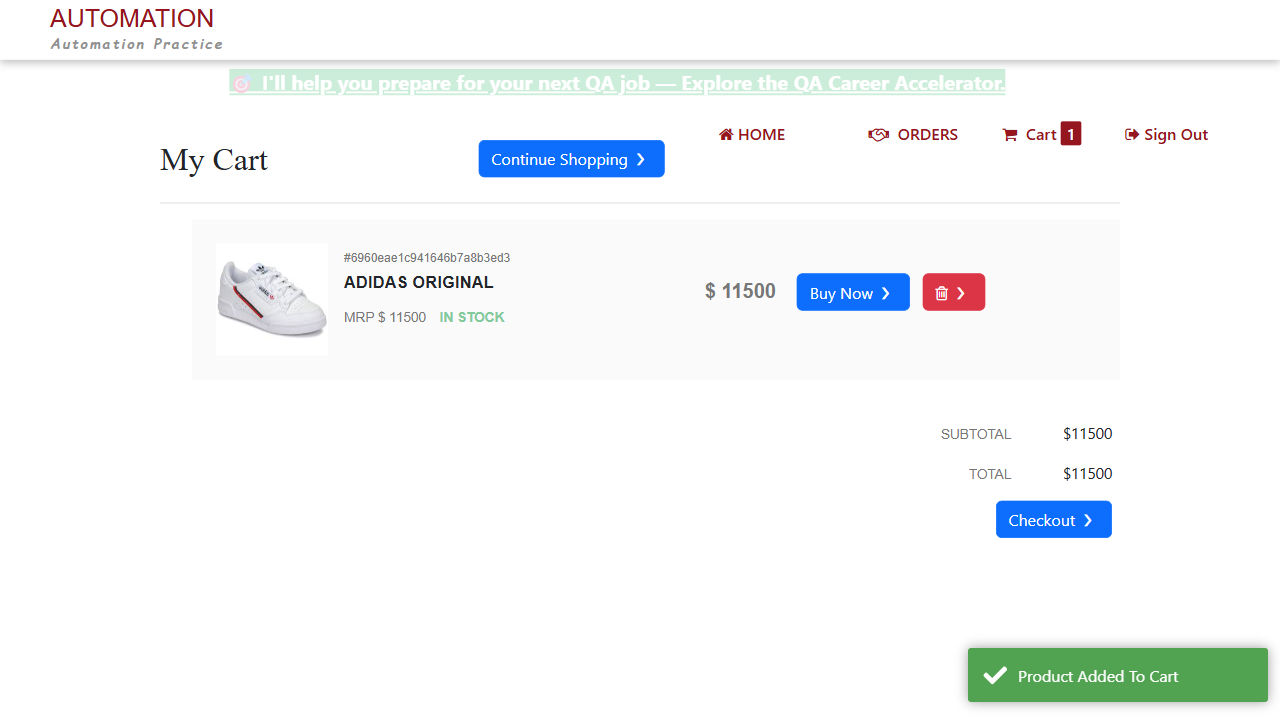 AUTOMATION
Automation Practice
🎯 I'll help you prepare for your next QA job — Explore the QA Career Accelerator.
HOME
ORDERS
Cart 1
Sign Out
My Cart
Continue Shopping ❯
#6960eae1c941646b7a8b3ed3
ADIDAS ORIGINAL
MRP $ 11500 IN STOCK
$ 11500
Buy Now ❯
❯
SUBTOTAL $11500
TOTAL $11500
Checkout ❯
Product Added To Cart